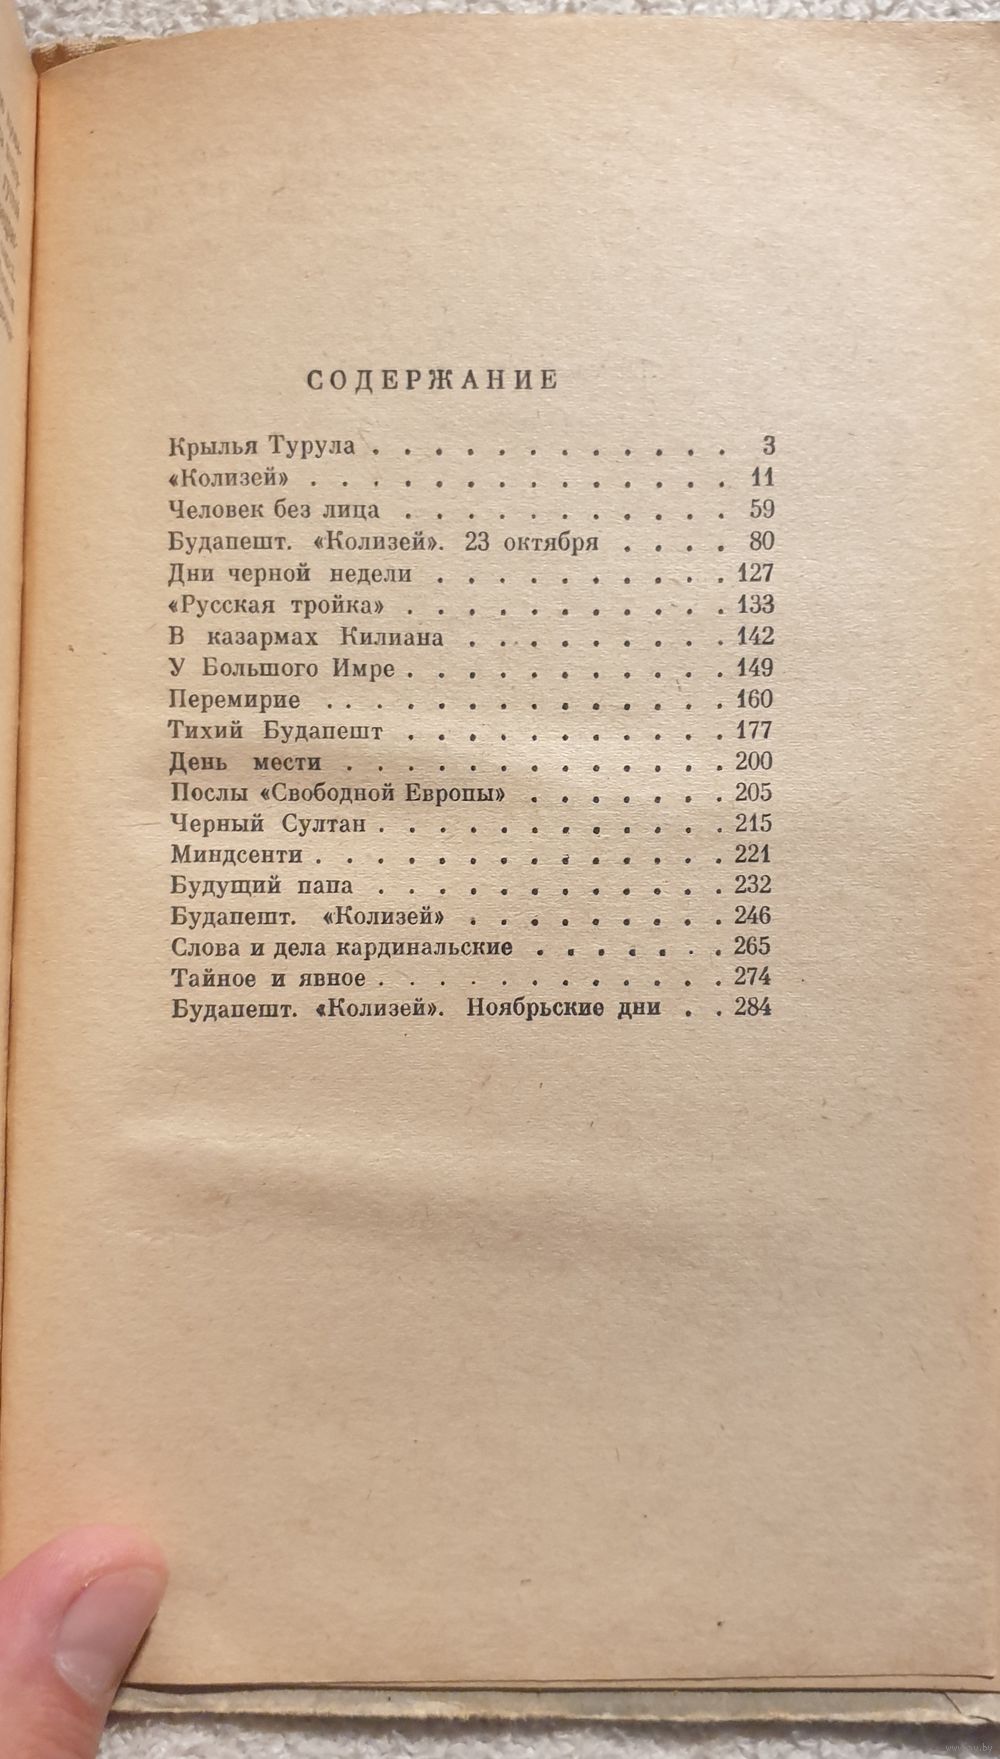 СОДЕРЖАНИЕ
Крылья Турула . . . . . . . . . . . . 3
«Колизей» . . . . . . . . . . . . . . 11
Человек без лица . . . . . . . . . . . 59
Будапешт. «Колизей». 23 октября . . . . 80
Дни черной недели . . . . . . . . . . 127
«Русская тройка» . . . . . . . . . . . 133
В казармах Килиана . . . . . . . . . 142
У Большого Имре . . . . . . . . . . . 149
Перемирие . . . . . . . . . . . . . . 160
Тихий Будапешт . . . . . . . . . . . 177
День мести . . . . . . . . . . . . . 200
Послы «Свободной Европы» . . . . . . . 205
Черный Султан . . . . . . . . . . . . 215
Миндсенти . . . . . . . . . . . . . . 221
Будущий папа . . . . . . . . . . . . 232
Будапешт. «Колизей» . . . . . . . . . 246
Слова и дела кардинальские . . . . . . . 265
Тайное и явное . . . . . . . . . . . . 274
Будапешт. «Колизей». Ноябрьские дни . . 284